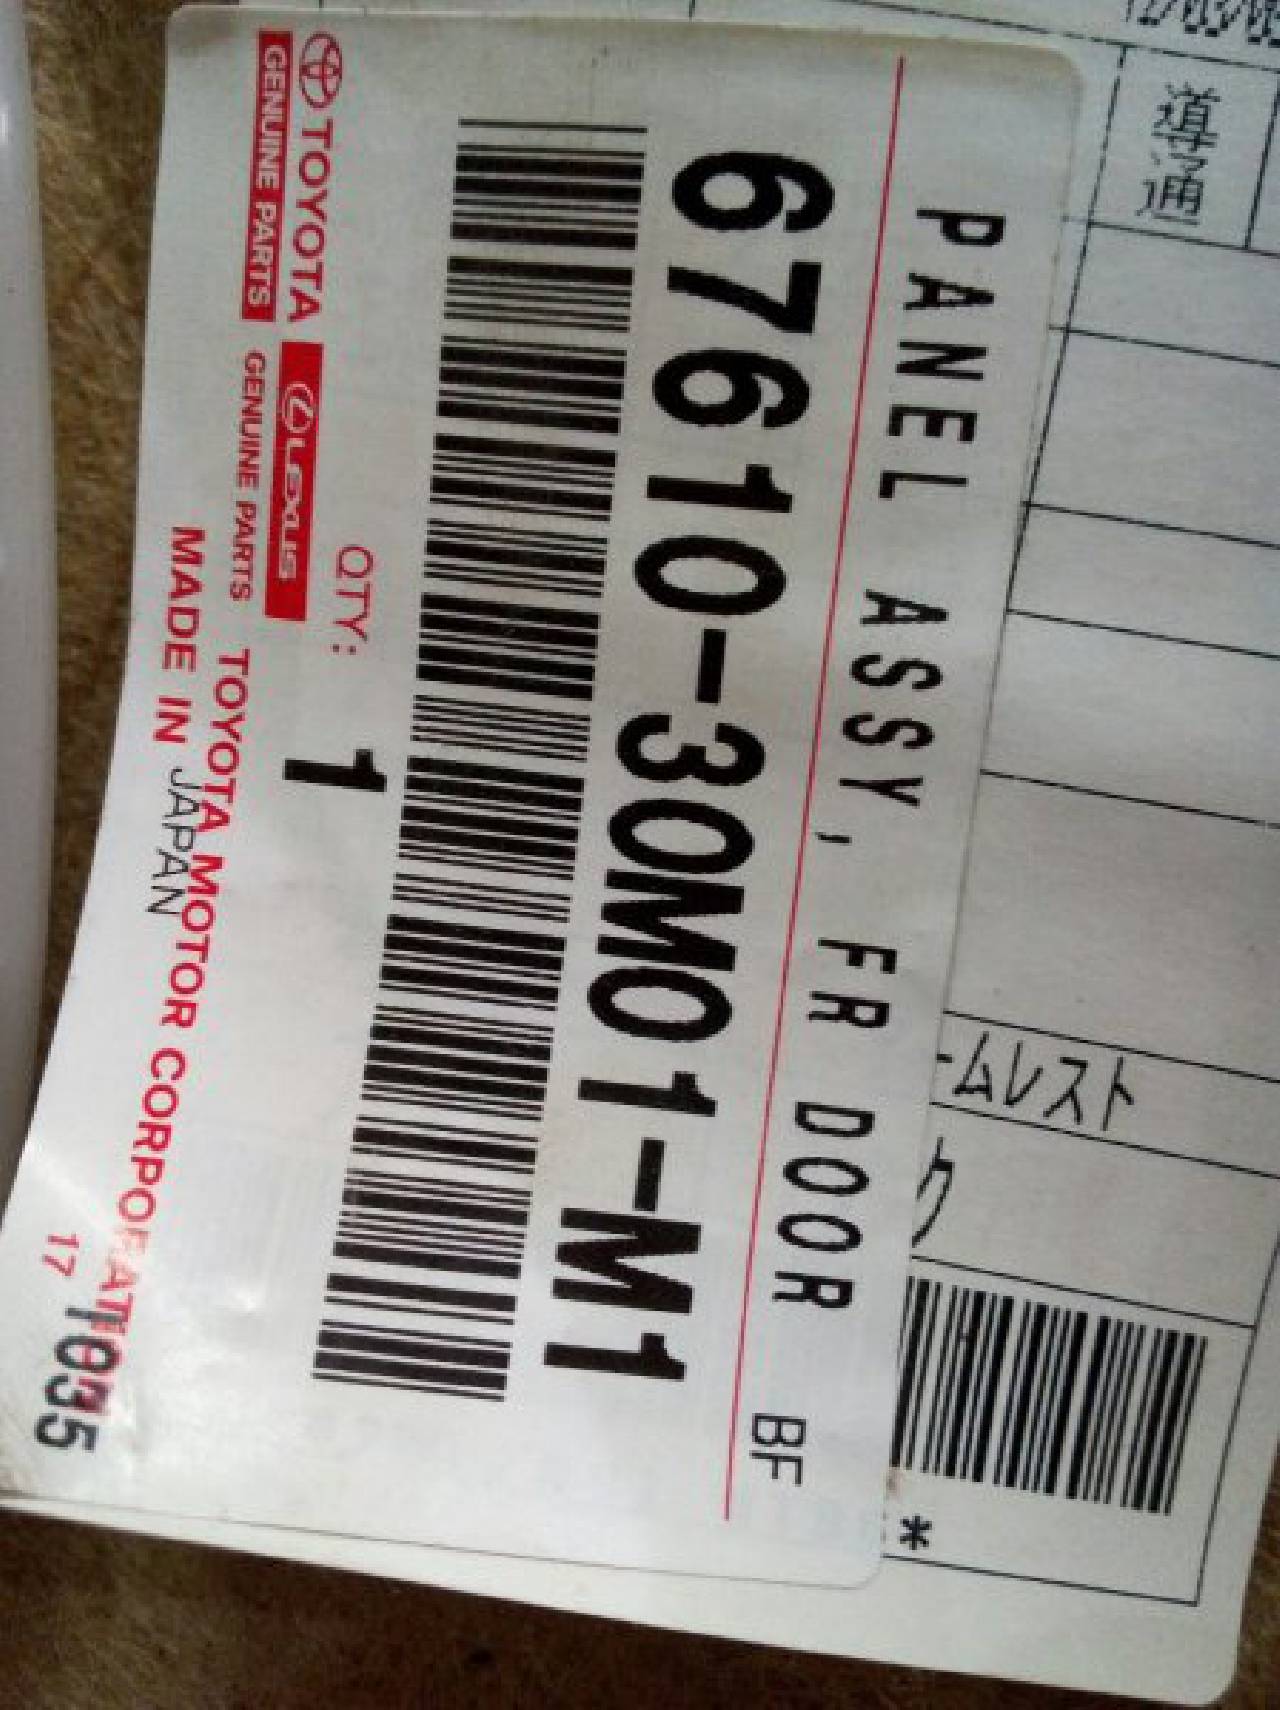 PANEL ASSY, FR DOOR BF
67610-30M01-M1
QTY: 1
TOYOTA LEXUS
GENUINE PARTS GENUINE PARTS
TOYOTA MOTOR CORPORATION
MADE IN JAPAN
17
導通
ームレスト
ク
*